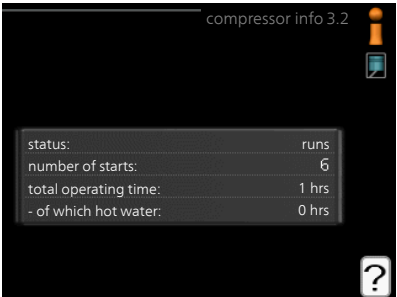 compressor info 3.2
status: runs
number of starts: 6
total operating time: 1 hrs
- of which hot water: 0 hrs
?